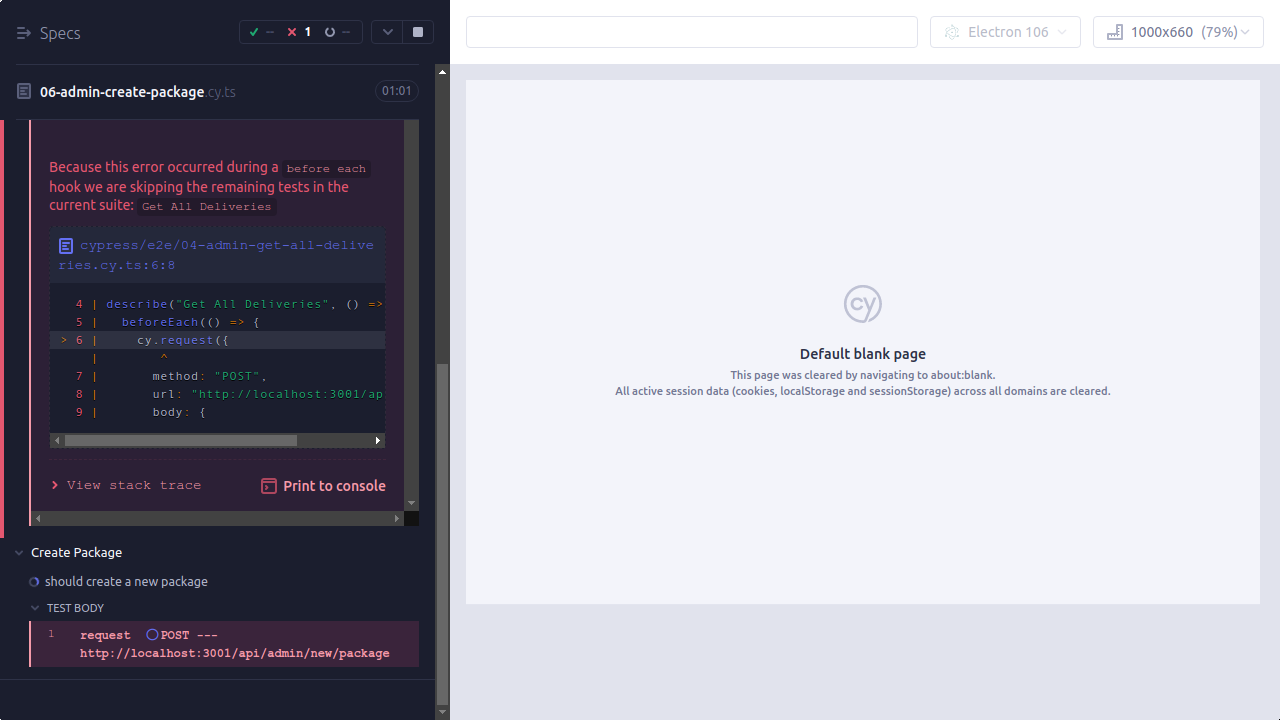 Specs
-- 1 --
Electron 106
1000x660 (79%)
06-admin-create-package.cy.ts
01:01
Because this error occurred during a before each
hook we are skipping the remaining tests in the
current suite: Get All Deliveries
cypress/e2e/04-admin-get-all-delive
ries.cy.ts:6:8
4 | describe("Get All Deliveries", () =>
5 | beforeEach(() => {
> 6 | cy.request({
| ^
7 | method: "POST",
8 | url: "http://localhost:3001/ap
9 | body: {
View stack trace
Print to console
Create Package
should create a new package
TEST BODY
1 request POST ---
http://localhost:3001/api/admin/new/package
cy
Default blank page
This page was cleared by navigating to about:blank.
All active session data (cookies, localStorage and sessionStorage) across all domains are cleared.